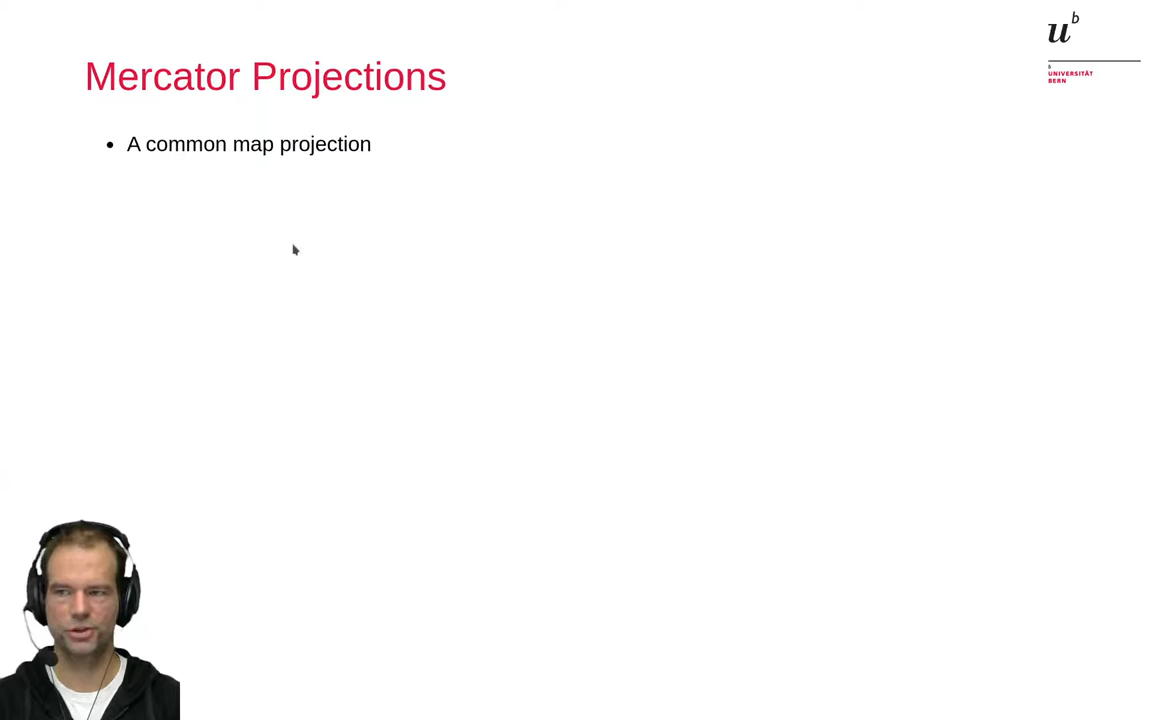 u
b
b
UNIVERSITÄT
BERN
Mercator Projections
• A common map projection